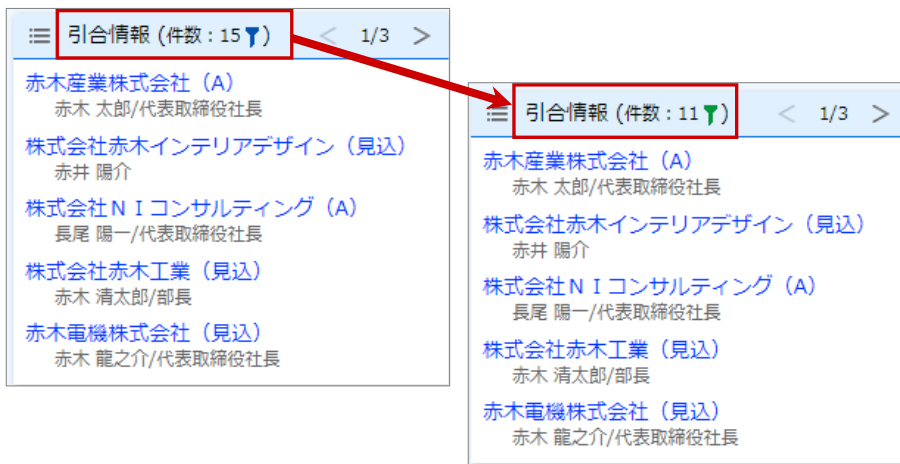 引合情報 (件数：15) < 1/3 >
赤木産業株式会社（A）
赤木 太郎/代表取締役社長
株式会社赤木インテリアデザイン（見込）
赤井 陽介
株式会社ＮＩコンサルティング（A）
長尾 陽一/代表取締役社長
株式会社赤木工業（見込）
赤木 清太郎/部長
赤木電機株式会社（見込）
赤木 龍之介/代表取締役社長
引合情報 (件数：11) < 1/3 >
赤木産業株式会社（A）
赤木 太郎/代表取締役社長
株式会社赤木インテリアデザイン（見込）
赤井 陽介
株式会社ＮＩコンサルティング（A）
長尾 陽一/代表取締役社長
株式会社赤木工業（見込）
赤木 清太郎/部長
赤木電機株式会社（見込）
赤木 龍之介/代表取締役社長